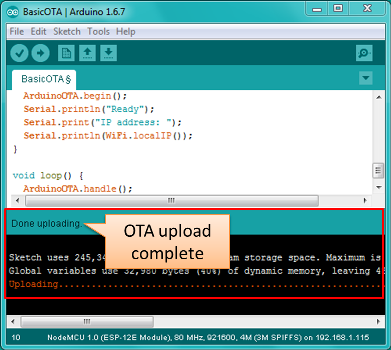 BasicOTA | Arduino 1.6.7
File Edit Sketch Tools Help
BasicOTA §
ArduinoOTA.begin();
Serial.println("Ready");
Serial.print("IP address: ");
Serial.println(WiFi.localIP());
}
void loop() {
ArduinoOTA.handle();
Done uploading.
OTA upload
complete
Sketch uses 245,34 am storage space. Maximum is
Global variables use 32,980 bytes (40%) of dynamic memory, leaving 4
Uploading.....................................................
10 NodeMCU 1.0 (ESP-12E Module), 80 MHz, 921600, 4M (3M SPIFFS) on 192.168.1.115